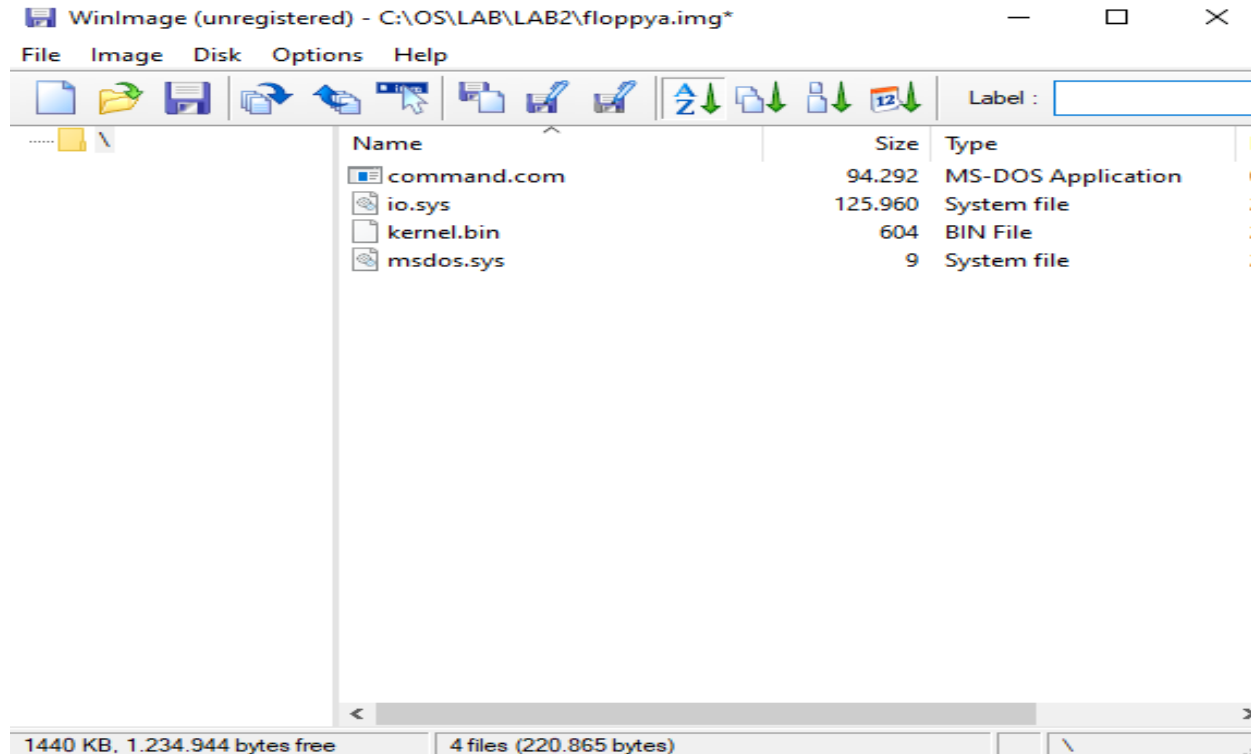 WinImage (unregistered) - C:\OS\LAB\LAB2\floppya.img*
File Image Disk Options Help
Label :
\
Name Size Type
command.com 94.292 MS-DOS Application
io.sys 125.960 System file
kernel.bin 604 BIN File
msdos.sys 9 System file
1440 KB, 1.234.944 bytes free 4 files (220.865 bytes) \